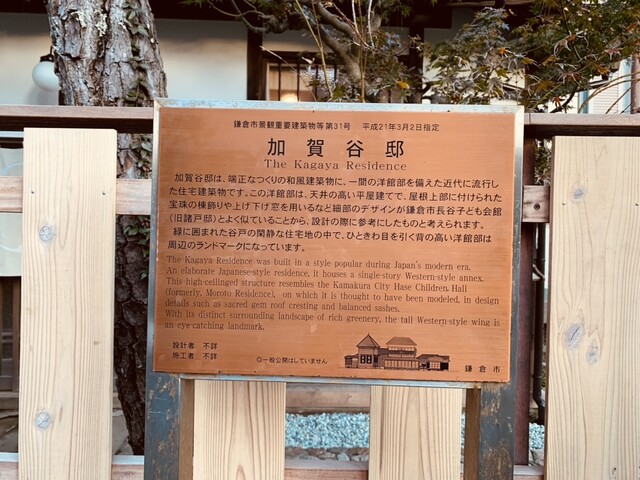 鎌倉市景観重要建築物等第31号　平成21年3月2日指定
加賀谷邸
The Kagaya Residence
加賀谷邸は、端正なつくりの和風建築物に、一間の洋館部を備えた近代に流行し
た住宅建築物です。この洋館部は、天井の高い平屋建てで、屋根上部に付けられた
宝珠の棟飾りや上げ下げ窓を用いるなど細部のデザインが鎌倉市長谷子ども会館
(旧諸戸邸)とよく似ていることから、設計の際に参考にしたものと考えられます。
緑に囲まれた谷戸の閑静な住宅地の中で、ひときわ目を引く背の高い洋館部は
周辺のランドマークになっています。
The Kagaya Residence was built in a style popular during Japan's modern era.
An elaborate Japanese-style residence, it houses a single-story Western-style annex.
This high-ceilinged structure resembles the Kamakura City Hase Children Hall
(formerly, Moroto Residence), on which it is thought to have been modeled, in design
details such as sacred gem roof cresting and balanced sashes.
With its distinct surrounding landscape of rich greenery, the tall Western-style wing is
an eye-catching landmark.
設計者　不詳
施工者　不詳
◎一般公開はしていません
鎌倉市